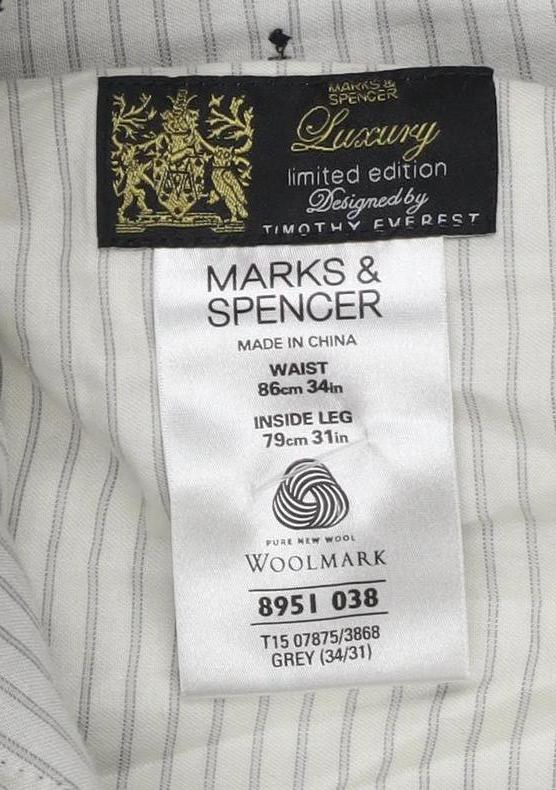 MARKS &
SPENCER
Luxury
limited edition
Designed by
TIMOTHY EVEREST
MARKS &
SPENCER
MADE IN CHINA
WAIST
86cm 34in
INSIDE LEG
79cm 31in
PURE NEW WOOL
WOOLMARK
8951 038
T15 07875/3868
GREY (34/31)